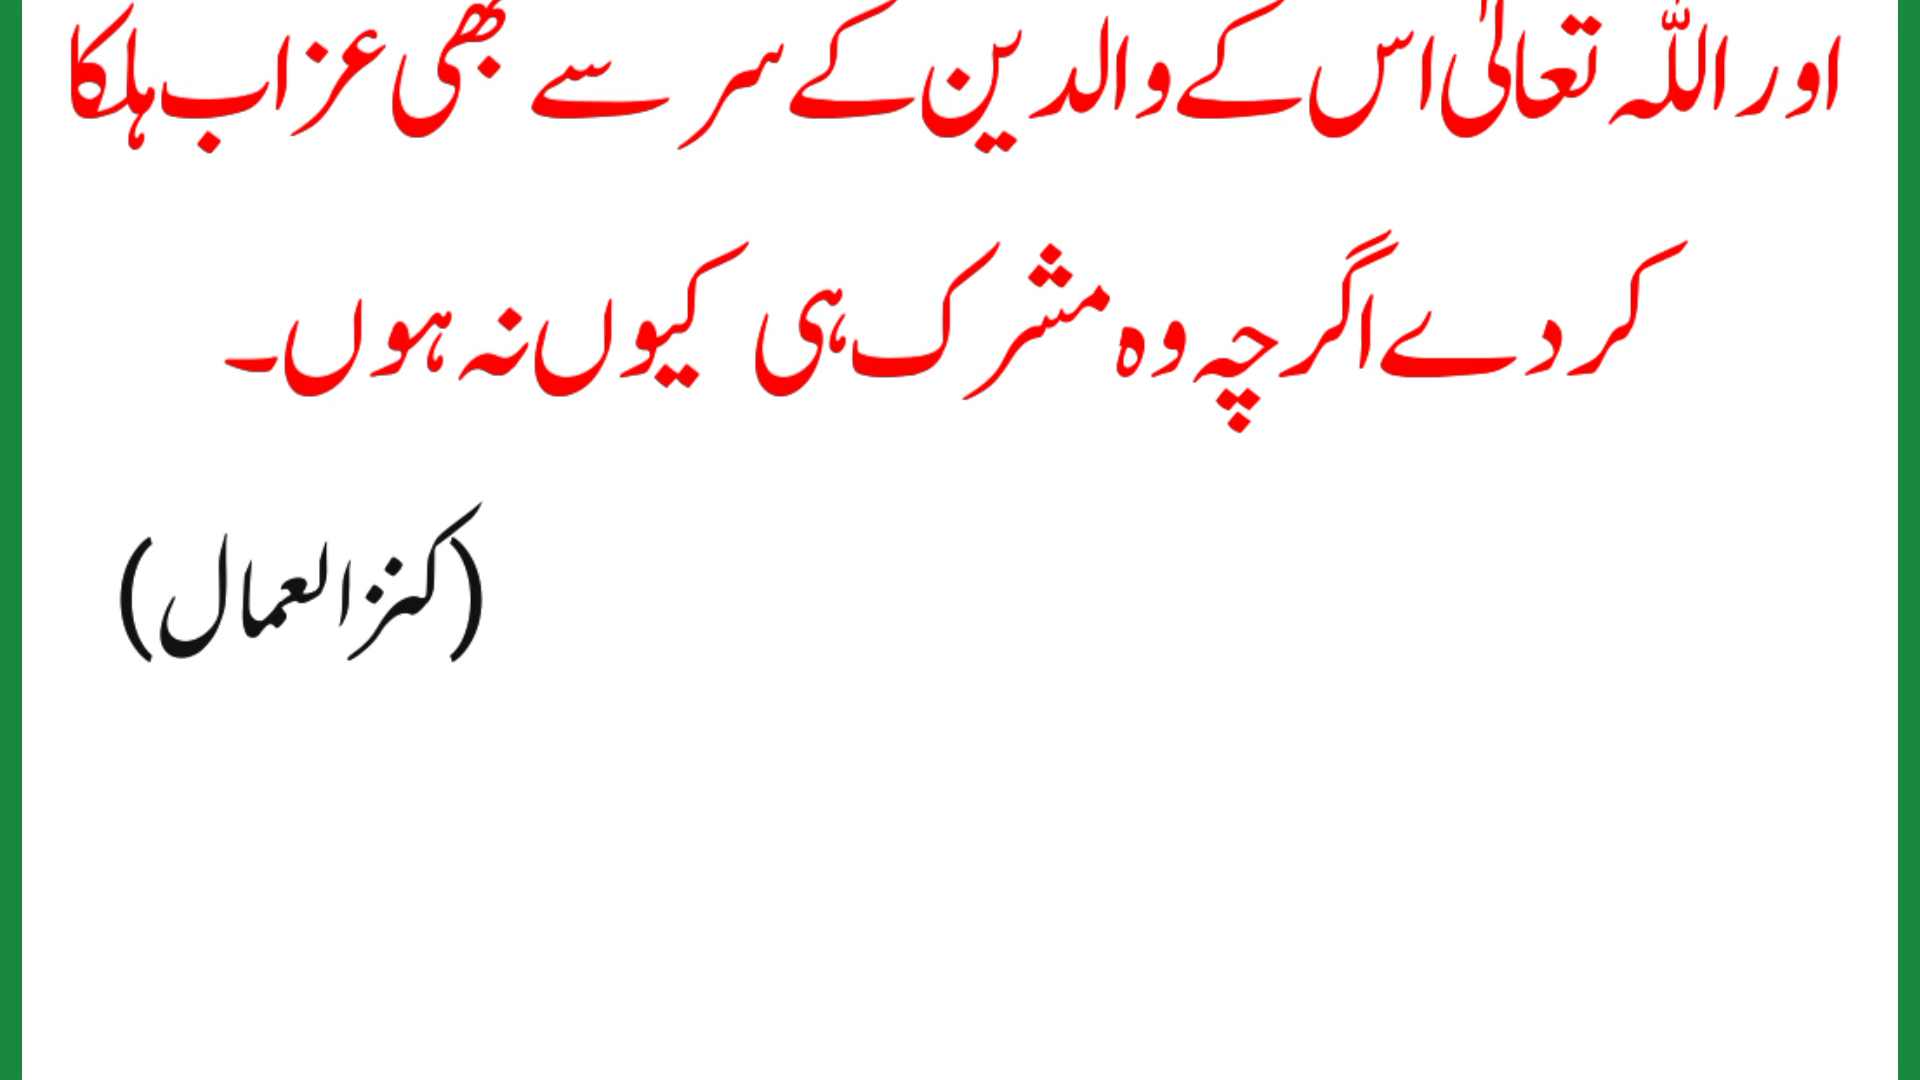 اور اللہ تعالیٰ اس کے والدین کے سر سے بھی عزاب ہلکا
کر دے اگرچہ وہ مشرک ہی کیوں نہ ہوں۔
(کنزالعمال)